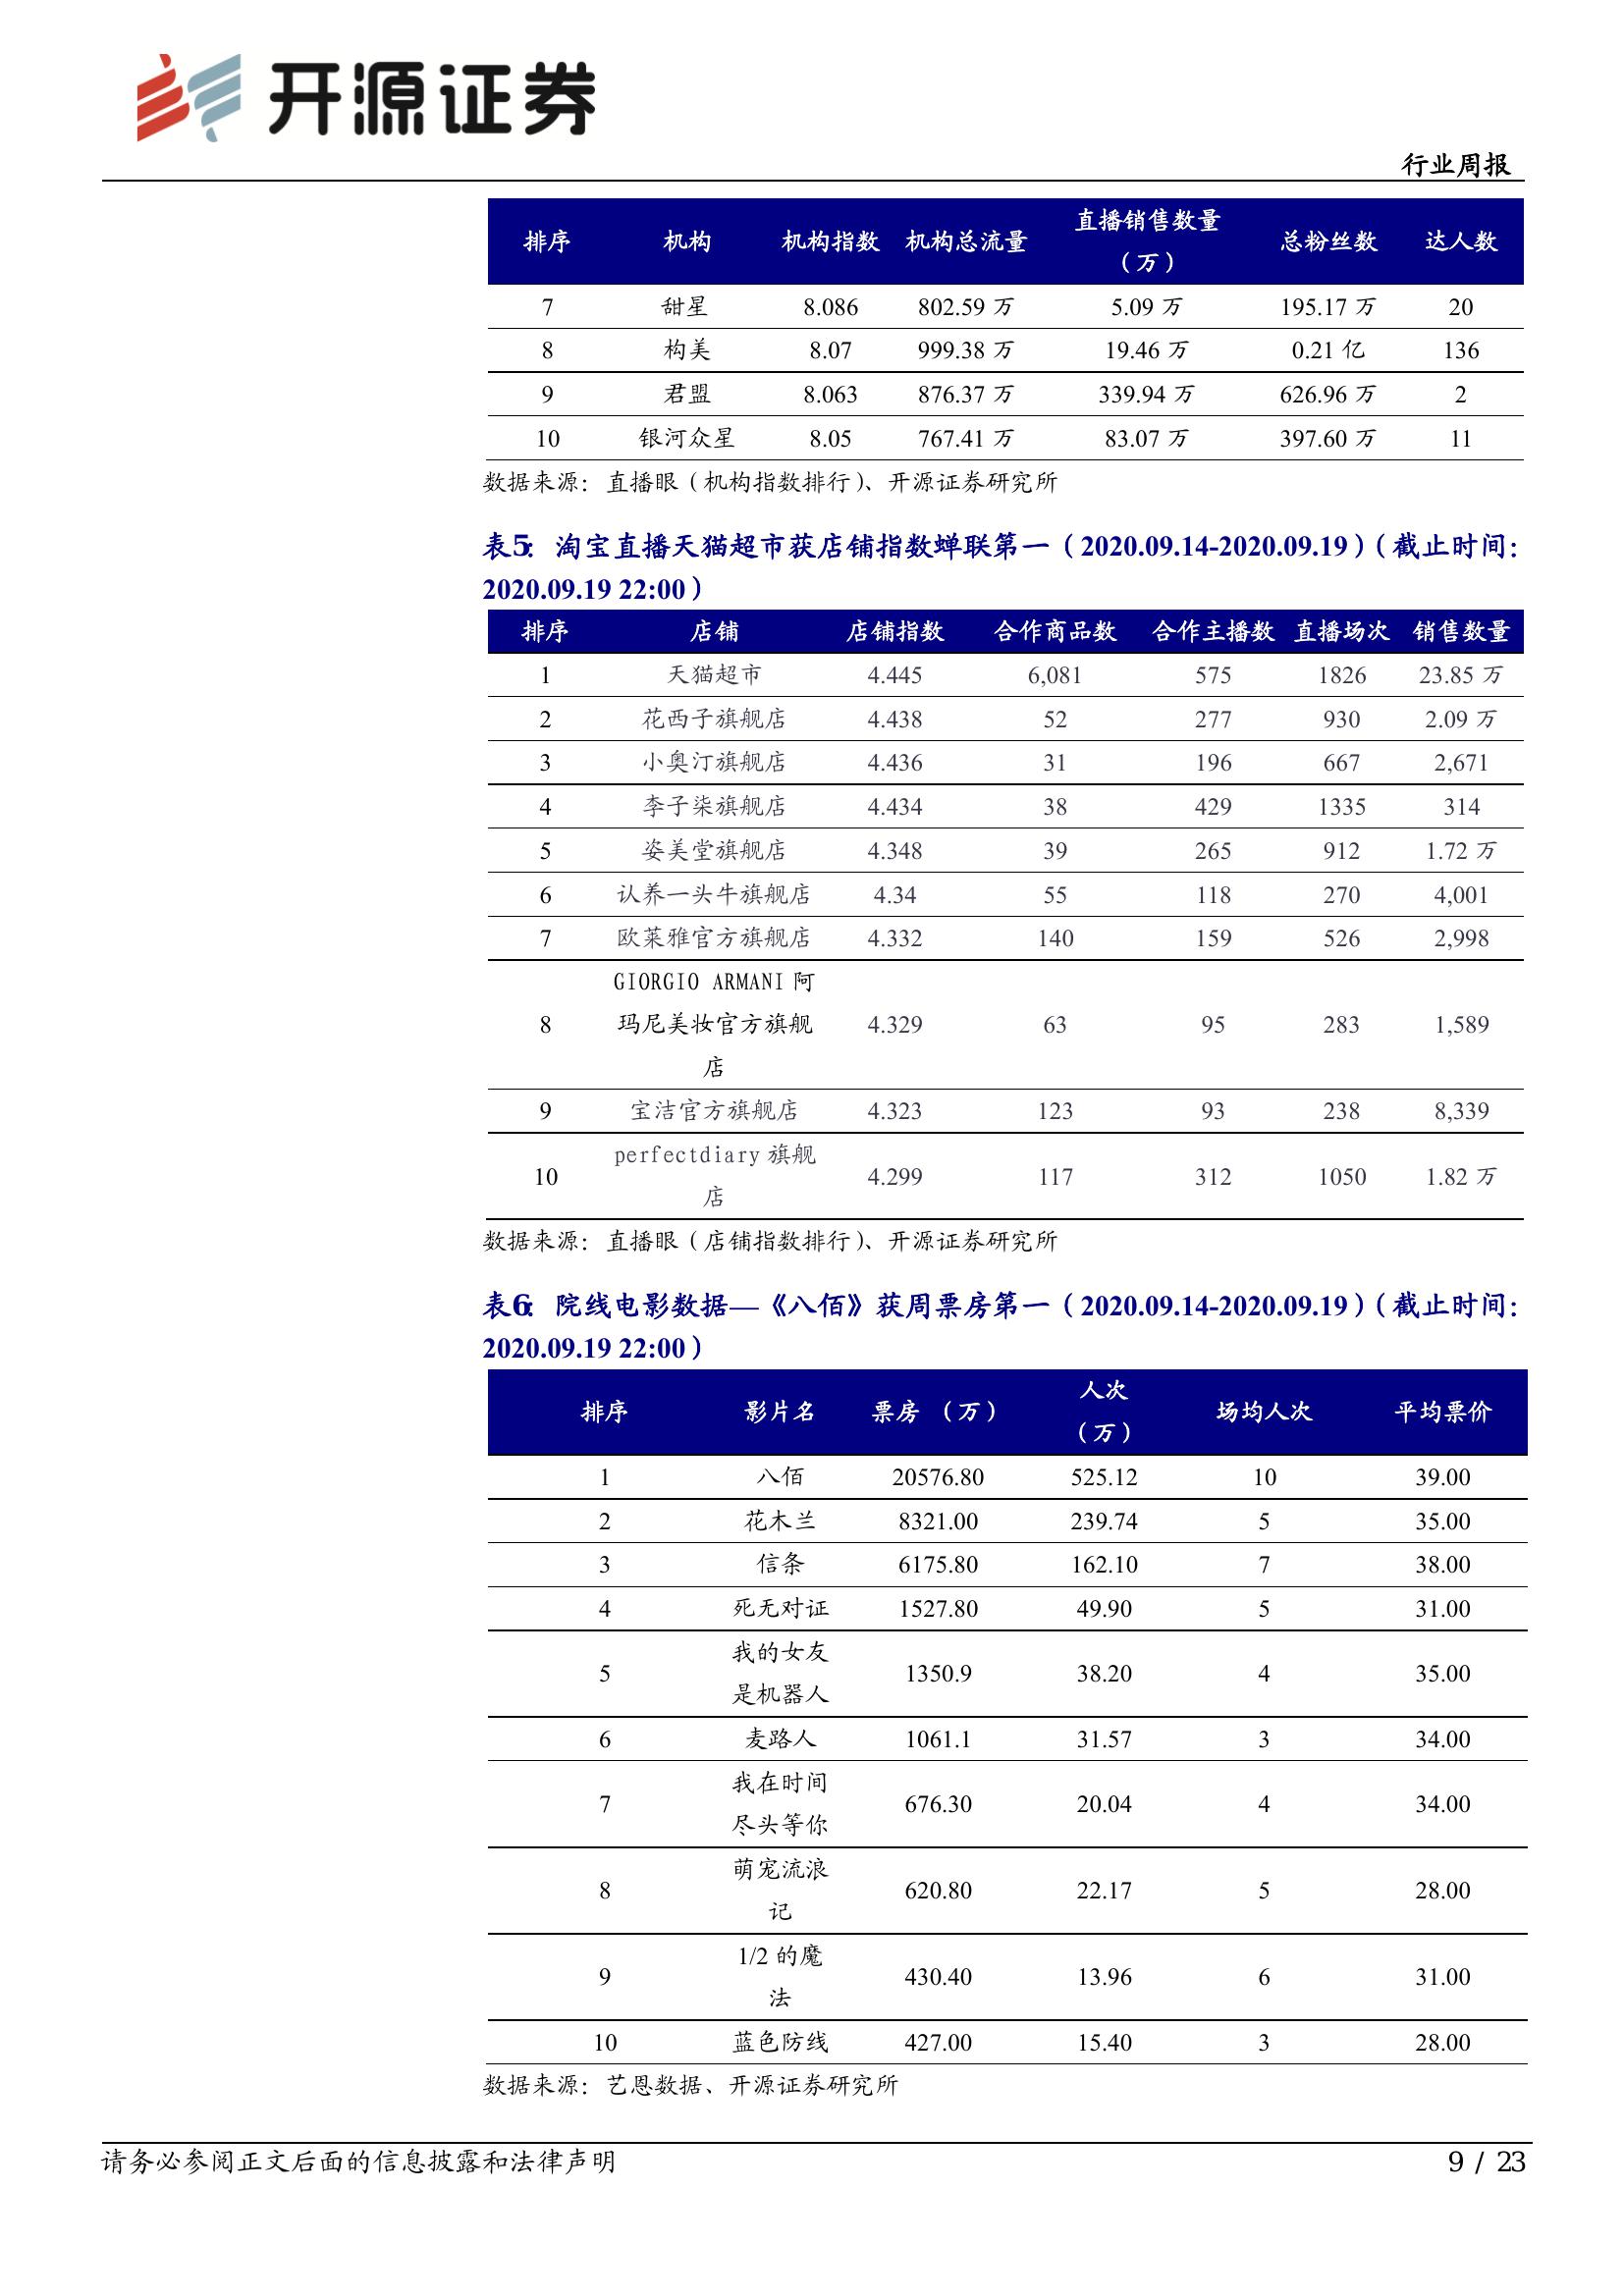 开源证券
行业周报
排序 机构 机构指数 机构总流量 直播销售数量（万） 总粉丝数 达人数
7 甜星 8.086 802.59 万 5.09 万 195.17 万 20
8 构美 8.07 999.38 万 19.46 万 0.21 亿 136
9 君盟 8.063 876.37 万 339.94 万 626.96 万 2
10 银河众星 8.05 767.41 万 83.07 万 397.60 万 11
数据来源：直播眼（机构指数排行）、开源证券研究所
表5：淘宝直播天猫超市获店铺指数蝉联第一（2020.09.14-2020.09.19）（截止时间：
2020.09.19 22:00）
排序 店铺 店铺指数 合作商品数 合作主播数 直播场次 销售数量
1 天猫超市 4.445 6,081 575 1826 23.85 万
2 花西子旗舰店 4.438 52 277 930 2.09 万
3 小奥汀旗舰店 4.436 31 196 667 2,671
4 李子柒旗舰店 4.434 38 429 1335 314
5 姿美堂旗舰店 4.348 39 265 912 1.72 万
6 认养一头牛旗舰店 4.34 55 118 270 4,001
7 欧莱雅官方旗舰店 4.332 140 159 526 2,998
8 GIORGIO ARMANI 阿玛尼美妆官方旗舰店 4.329 63 95 283 1,589
9 宝洁官方旗舰店 4.323 123 93 238 8,339
10 perfectdiary 旗舰店 4.299 117 312 1050 1.82 万
数据来源：直播眼（店铺指数排行）、开源证券研究所
表6：院线电影数据—《八佰》获周票房第一（2020.09.14-2020.09.19）（截止时间：
2020.09.19 22:00）
排序 影片名 票房 （万） 人次（万） 场均人次 平均票价
1 八佰 20576.80 525.12 10 39.00
2 花木兰 8321.00 239.74 5 35.00
3 信条 6175.80 162.10 7 38.00
4 死无对证 1527.80 49.90 5 31.00
5 我的女友是机器人 1350.9 38.20 4 35.00
6 麦路人 1061.1 31.57 3 34.00
7 我在时间尽头等你 676.30 20.04 4 34.00
8 萌宠流浪记 620.80 22.17 5 28.00
9 1/2 的魔法 430.40 13.96 6 31.00
10 蓝色防线 427.00 15.40 3 28.00
数据来源：艺恩数据、开源证券研究所
请务必参阅正文后面的信息披露和法律声明
9 / 23